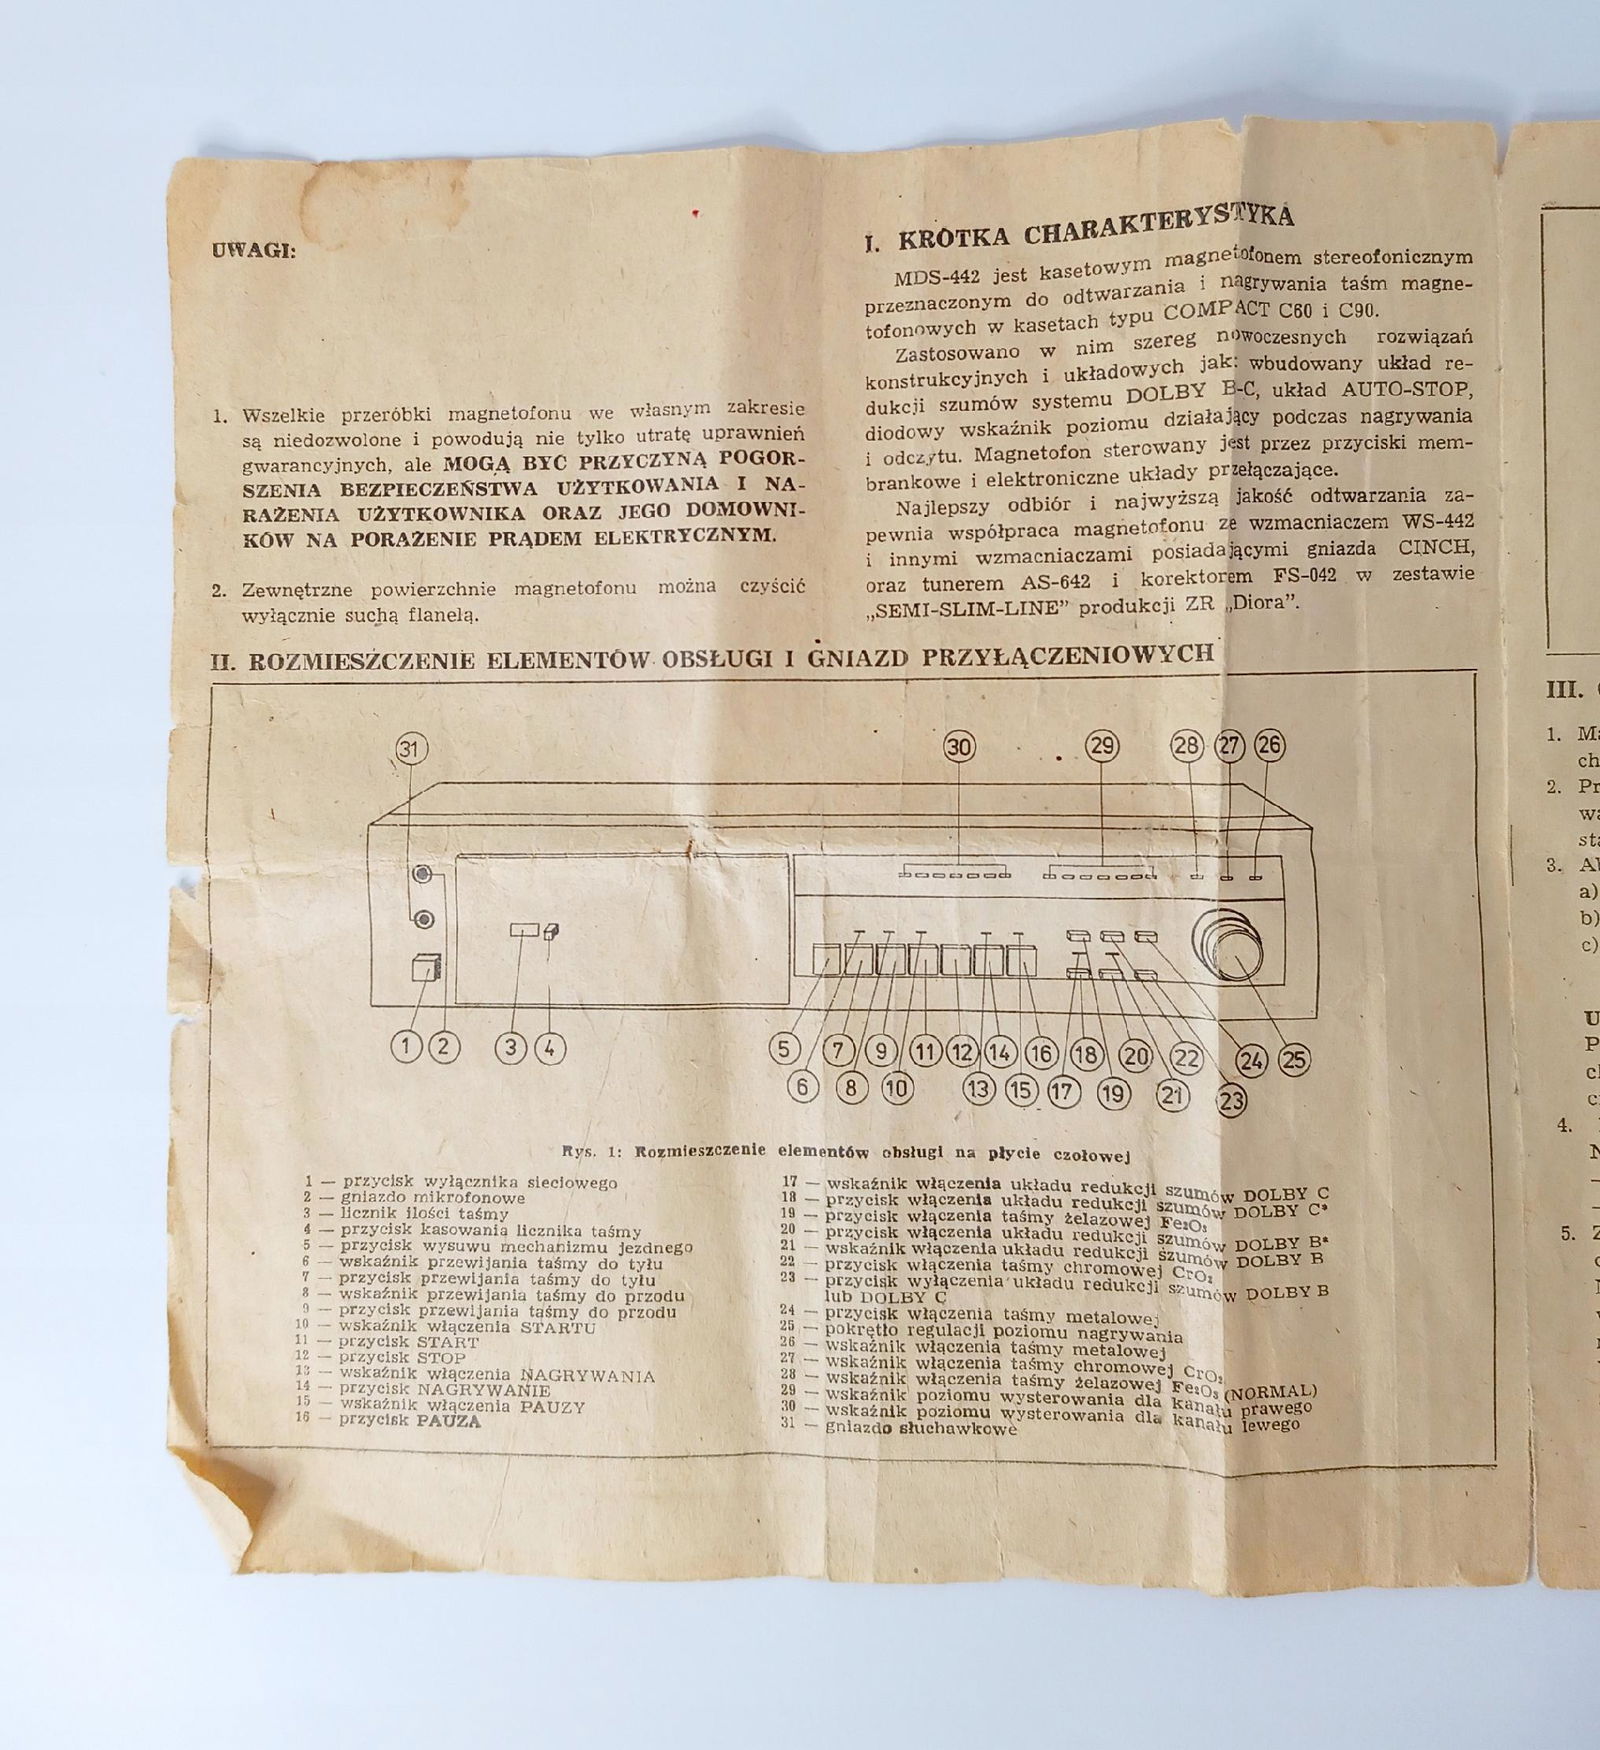 UWAGI:
1. Wszelkie przeróbki magnetofonu we własnym zakresie
są niedozwolone i powodują nie tylko utratę uprawnień
gwarancyjnych, ale MOGĄ BYĆ PRZYCZYNĄ POGOR-
SZENIA BEZPIECZEŃSTWA UŻYTKOWANIA I NA-
RAŻENIA UŻYTKOWNIKA ORAZ JEGO DOMOWNI-
KÓW NA PORAŻENIE PRĄDEM ELEKTRYCZNYM.
2. Zewnętrzne powierzchnie magnetofonu można czyścić
wyłącznie suchą flanelą.
I. KRÓTKA CHARAKTERYSTYKA
MDS-442 jest kasetowym magnetofonem stereofonicznym
przeznaczonym do odtwarzania i nagrywania taśm magne-
tofonowych w kasetach typu COMPACT C60 i C90.
Zastosowano w nim szereg nowoczesnych rozwiązań
konstrukcyjnych i układowych jak: wbudowany układ re-
dukcji szumów systemu DOLBY B-C, układ AUTO-STOP,
diodowy wskaźnik poziomu działający podczas nagrywania
i odczytu. Magnetofon sterowany jest przez przyciski mem-
brankowe i elektroniczne układy przełączające.
Najlepszy odbiór i najwyższą jakość odtwarzania za-
pewnia współpraca magnetofonu ze wzmacniaczem WS-442
i innymi wzmacniaczami posiadającymi gniazda CINCH,
oraz tunerem AS-642 i korektorem FS-042 w zestawie
„SEMI-SLIM-LINE” produkcji ZR „Diora”.
II. ROZMIESZCZENIE ELEMENTÓW OBSŁUGI I GNIAZD PRZYŁĄCZENIOWYCH
31 30 29 28 27 26
1 2 3 4 5 7 9 11 12 14 16 18 20 22 24 25
6 8 10 13 15 17 19 21 23
Rys. 1: Rozmieszczenie elementów obsługi na płycie czołowej
1 — przycisk wyłącznika sieciowego
2 — gniazdo mikrofonowe
3 — licznik ilości taśmy
4 — przycisk kasowania licznika taśmy
5 — przycisk wysuwu mechanizmu jezdnego
6 — wskaźnik przewijania taśmy do tyłu
7 — przycisk przewijania taśmy do tyłu
8 — wskaźnik przewijania taśmy do przodu
9 — przycisk przewijania taśmy do przodu
10 — wskaźnik włączenia STARTU
11 — przycisk START
12 — przycisk STOP
13 — wskaźnik włączenia NAGRYWANIA
14 — przycisk NAGRYWANIE
15 — wskaźnik włączenia PAUZY
16 — przycisk PAUZA
17 — wskaźnik włączenia układu redukcji szumów DOLBY C
18 — przycisk włączenia układu redukcji szumów DOLBY C*
19 — przycisk włączenia taśmy żelazowej Fe₂O₃
20 — przycisk włączenia układu redukcji szumów DOLBY B*
21 — wskaźnik włączenia układu redukcji szumów DOLBY B
22 — przycisk włączenia taśmy chromowej CrO₂
23 — przycisk wyłączenia układu redukcji szumów DOLBY B
lub DOLBY C
24 — przycisk włączenia taśmy metalowej
25 — pokrętło regulacji poziomu nagrywania
26 — wskaźnik włączenia taśmy metalowej
27 — wskaźnik włączenia taśmy chromowej CrO₂
28 — wskaźnik włączenia taśmy żelazowej Fe₂O₃ (NORMAL)
29 — wskaźnik poziomu wysterowania dla kanału prawego
30 — wskaźnik poziomu wysterowania dla kanału lewego
31 — gniazdo słuchawkowe
III.
1.
2.
3.
a)
b)
c)
4.
5.